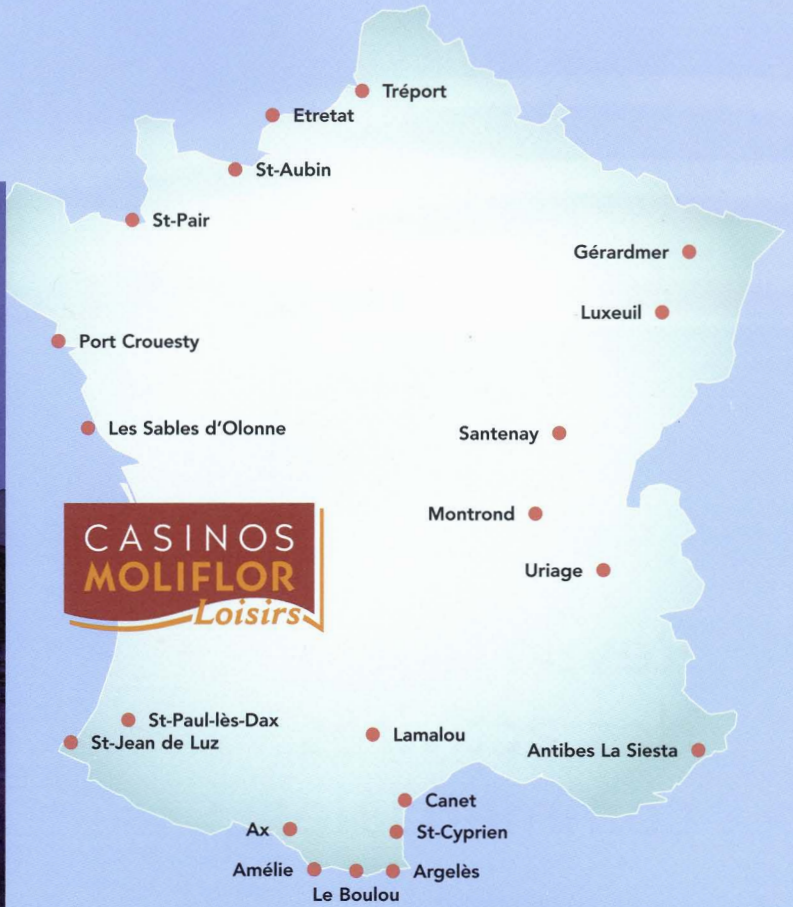 Tréport
Etretat
St-Aubin
St-Pair
Gérardmer
Luxeuil
Port Crouesty
Les Sables d'Olonne
Santenay
CASINOS
MOLIFLOR
Loisirs
Montrond
Uriage
St-Paul-lès-Dax
St-Jean de Luz
Lamalou
Antibes La Siesta
Canet
Ax
St-Cyprien
Amélie
Argelès
Le Boulou